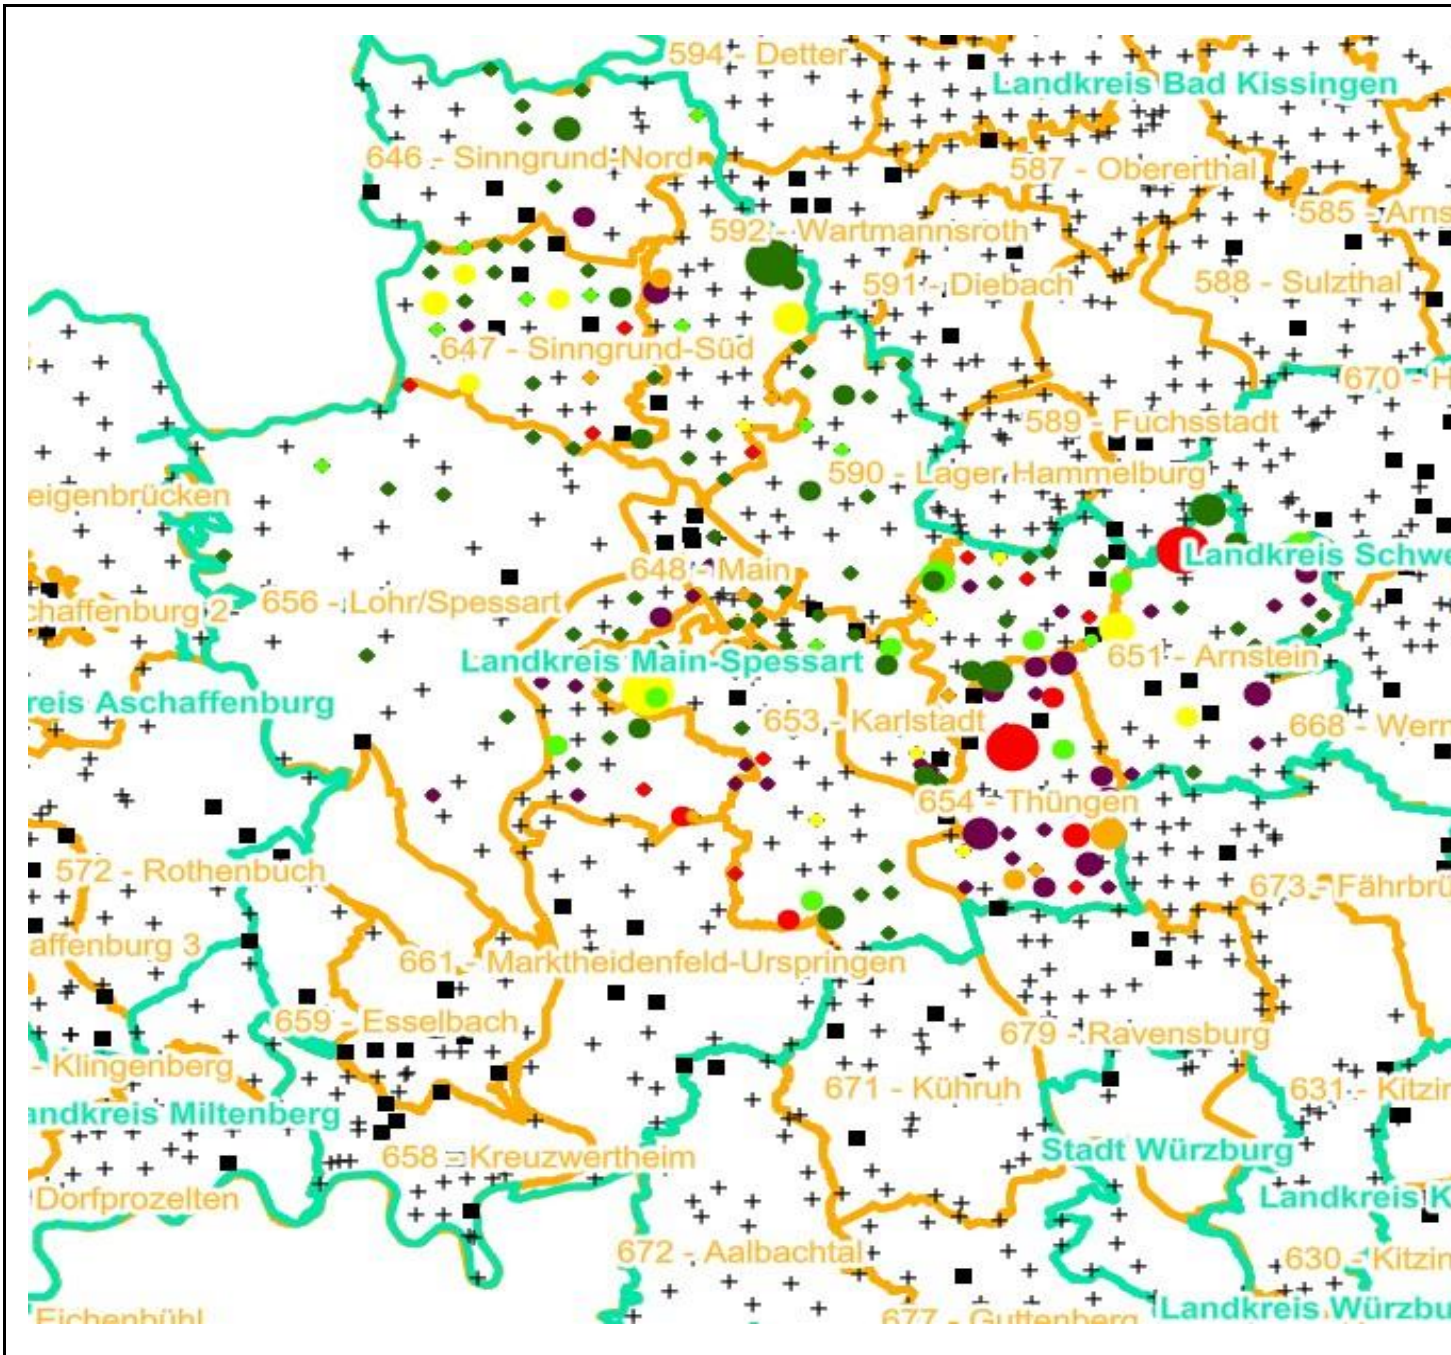 594 - Detter
Landkreis Bad Kissingen
646 - Sinngrund-Nord
587 - Obererthal
585 - Arns
592 - Wartmannsroth
591 - Diebach
588 - Sulzthal
647 - Sinngrund-Süd
670 - H
589 - Fuchsstadt
590 - Lager Hammelburg
eigenbrücken
Landkreis Schwe
648 - Main
656 - Lohr/Spessart
chaffenburg 2
Landkreis Main-Spessart
651 - Arnstein
reis Aschaffenburg
653 - Karlstadt
668 - Wern
654 - Thüngen
572 - Rothenbuch
673 - Fährbrü
affenburg 3
661 - Marktheidenfeld-Urspringen
659 - Esselbach
679 - Ravensburg
- Klingenberg
671 - Kühruh
631 - Kitzin
andkreis Miltenberg
Stadt Würzburg
658 - Kreuzwertheim
Dorfprozelten
Landkreis K
672 - Aalbachtal
630 - Kitzin
Eichenbühl
677 - Guttenberg
Landkreis Würzbu